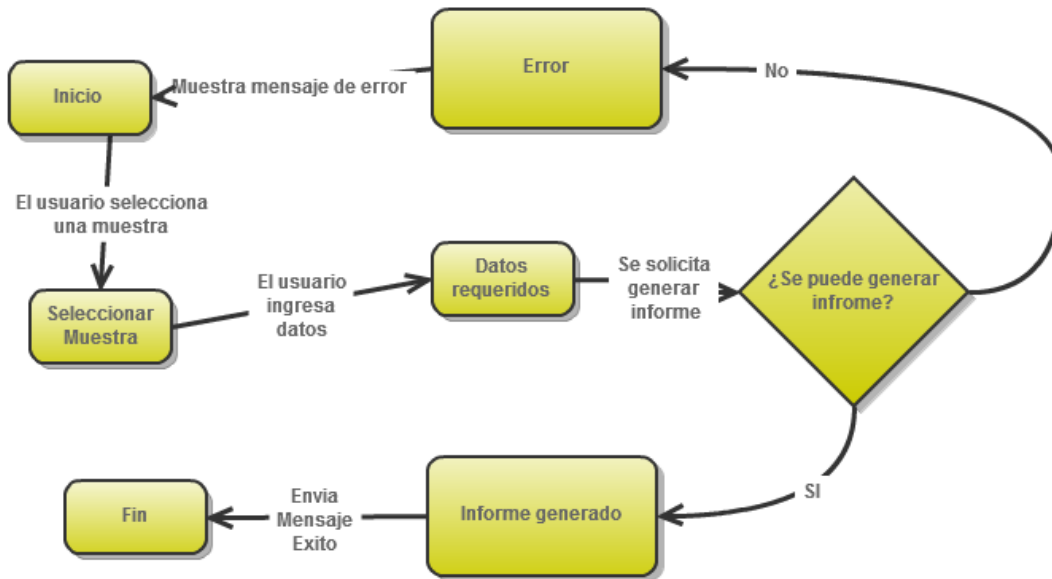 Error
No
Muestra mensaje de error
Inicio
El usuario selecciona
una muestra
Seleccionar
Muestra
El usuario
ingresa
datos
Datos
requeridos
Se solicita
generar
informe
¿Se puede generar
infrome?
SI
Informe generado
Envia
Mensaje
Exito
Fin